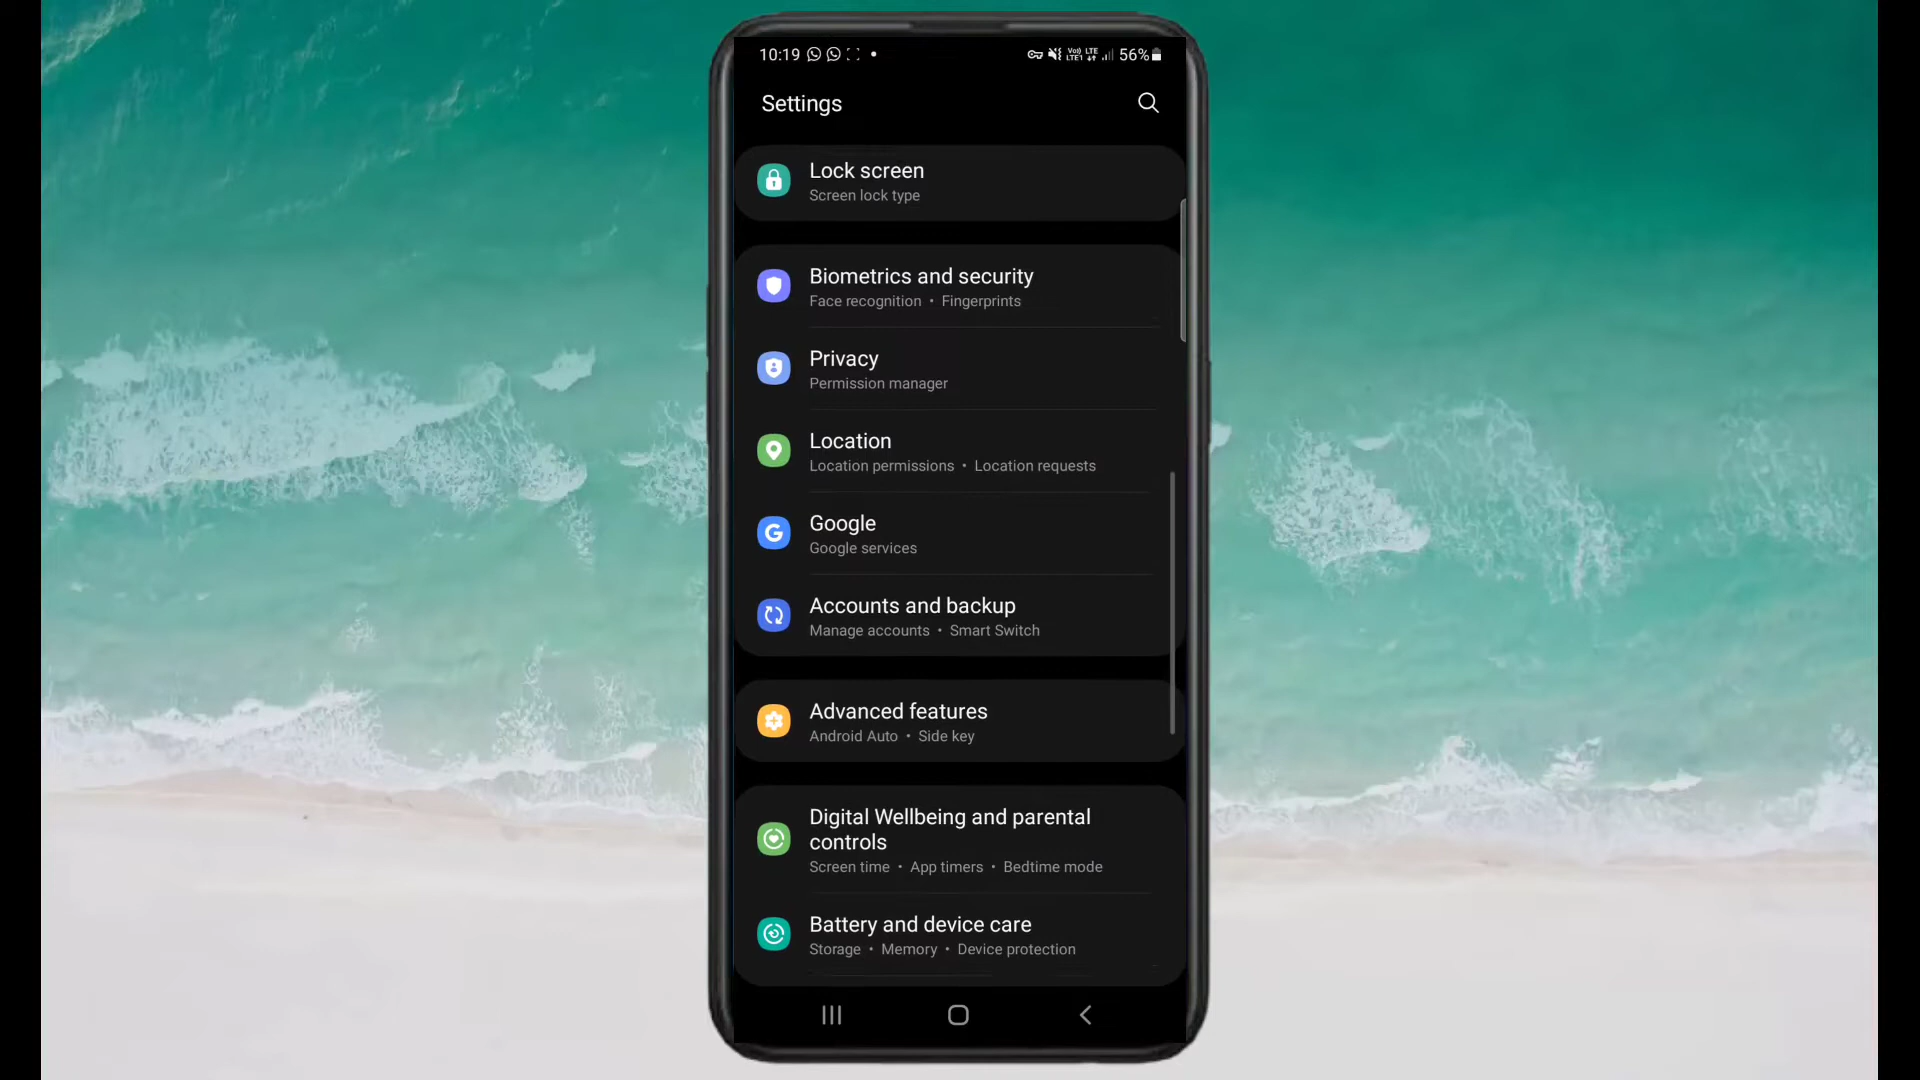 10:19 56%
Settings
Lock screen
Screen lock type
Biometrics and security
Face recognition • Fingerprints
Privacy
Permission manager
Location
Location permissions • Location requests
Google
Google services
Accounts and backup
Manage accounts • Smart Switch
Advanced features
Android Auto • Side key
Digital Wellbeing and parental
controls
Screen time • App timers • Bedtime mode
Battery and device care
Storage • Memory • Device protection